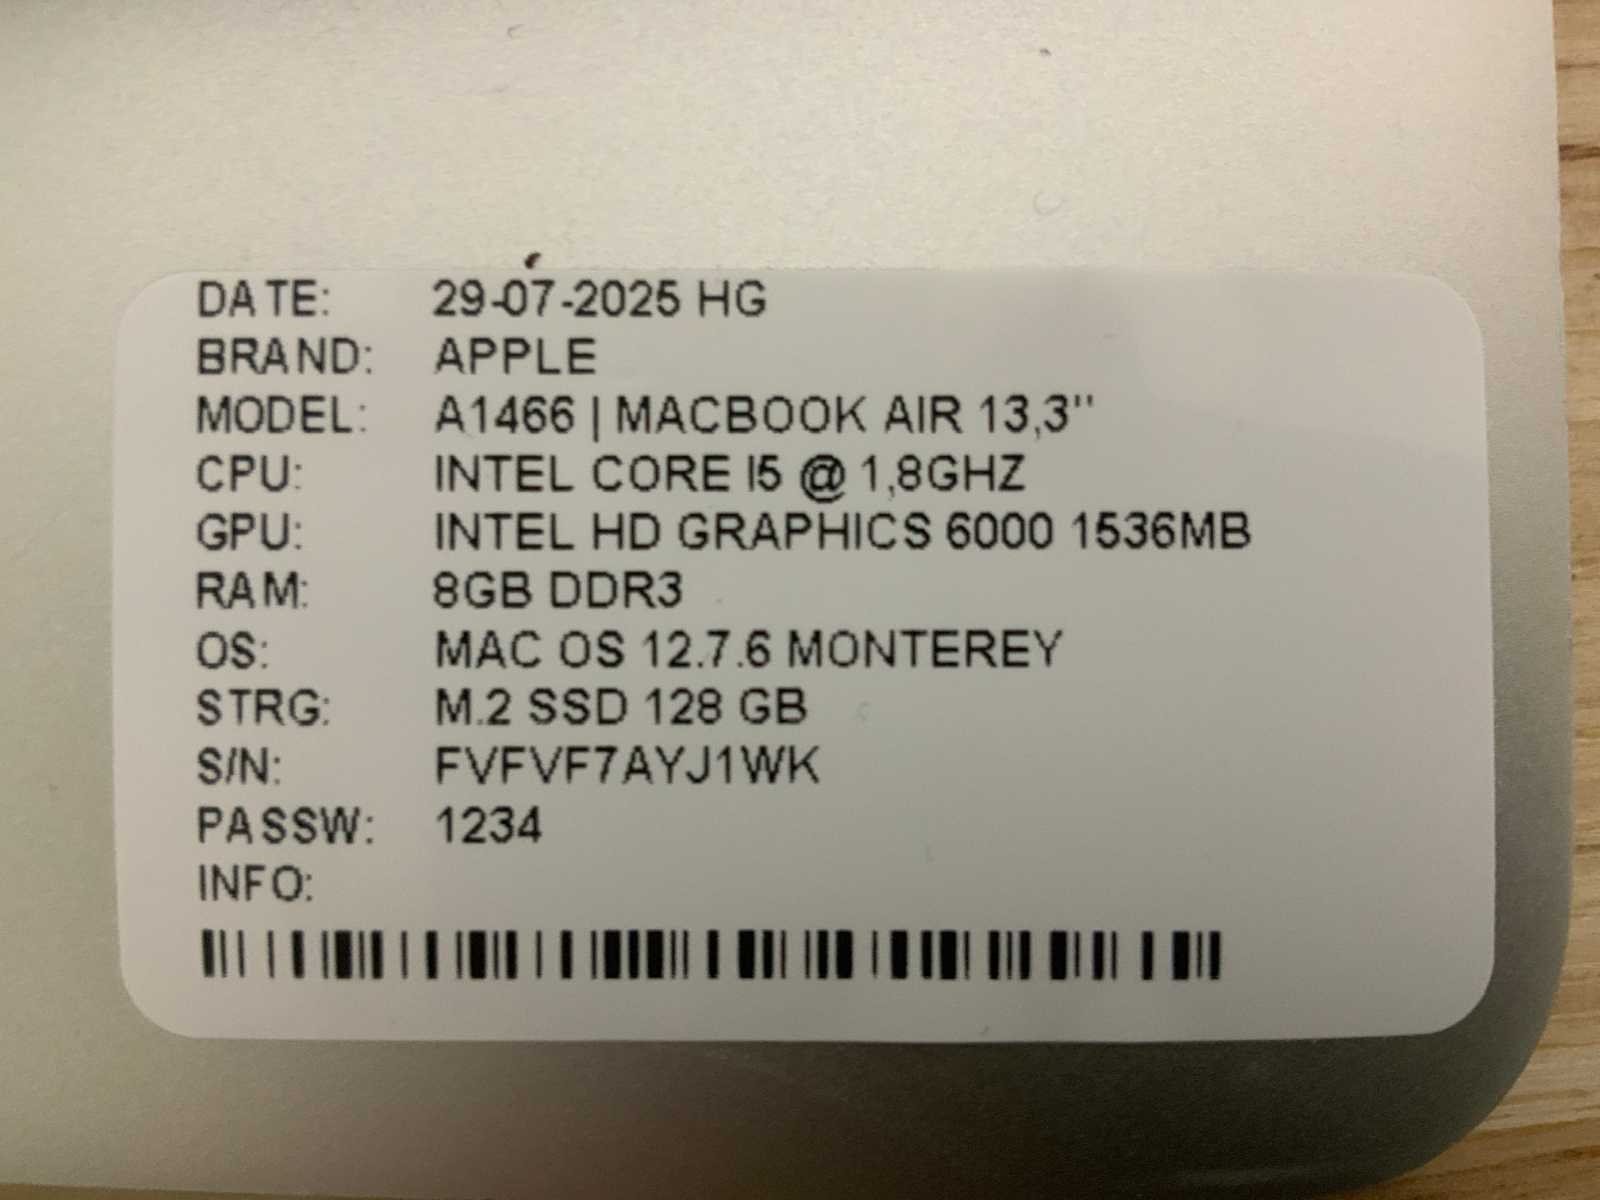 DATE: 29-07-2025 HG
BRAND: APPLE
MODEL: A1466 | MACBOOK AIR 13,3''
CPU: INTEL CORE I5 @ 1,8GHZ
GPU: INTEL HD GRAPHICS 6000 1536MB
RAM: 8GB DDR3
OS: MAC OS 12.7.6 MONTEREY
STRG: M.2 SSD 128 GB
S/N: FVFVF7AYJ1WK
PASSW: 1234
INFO: